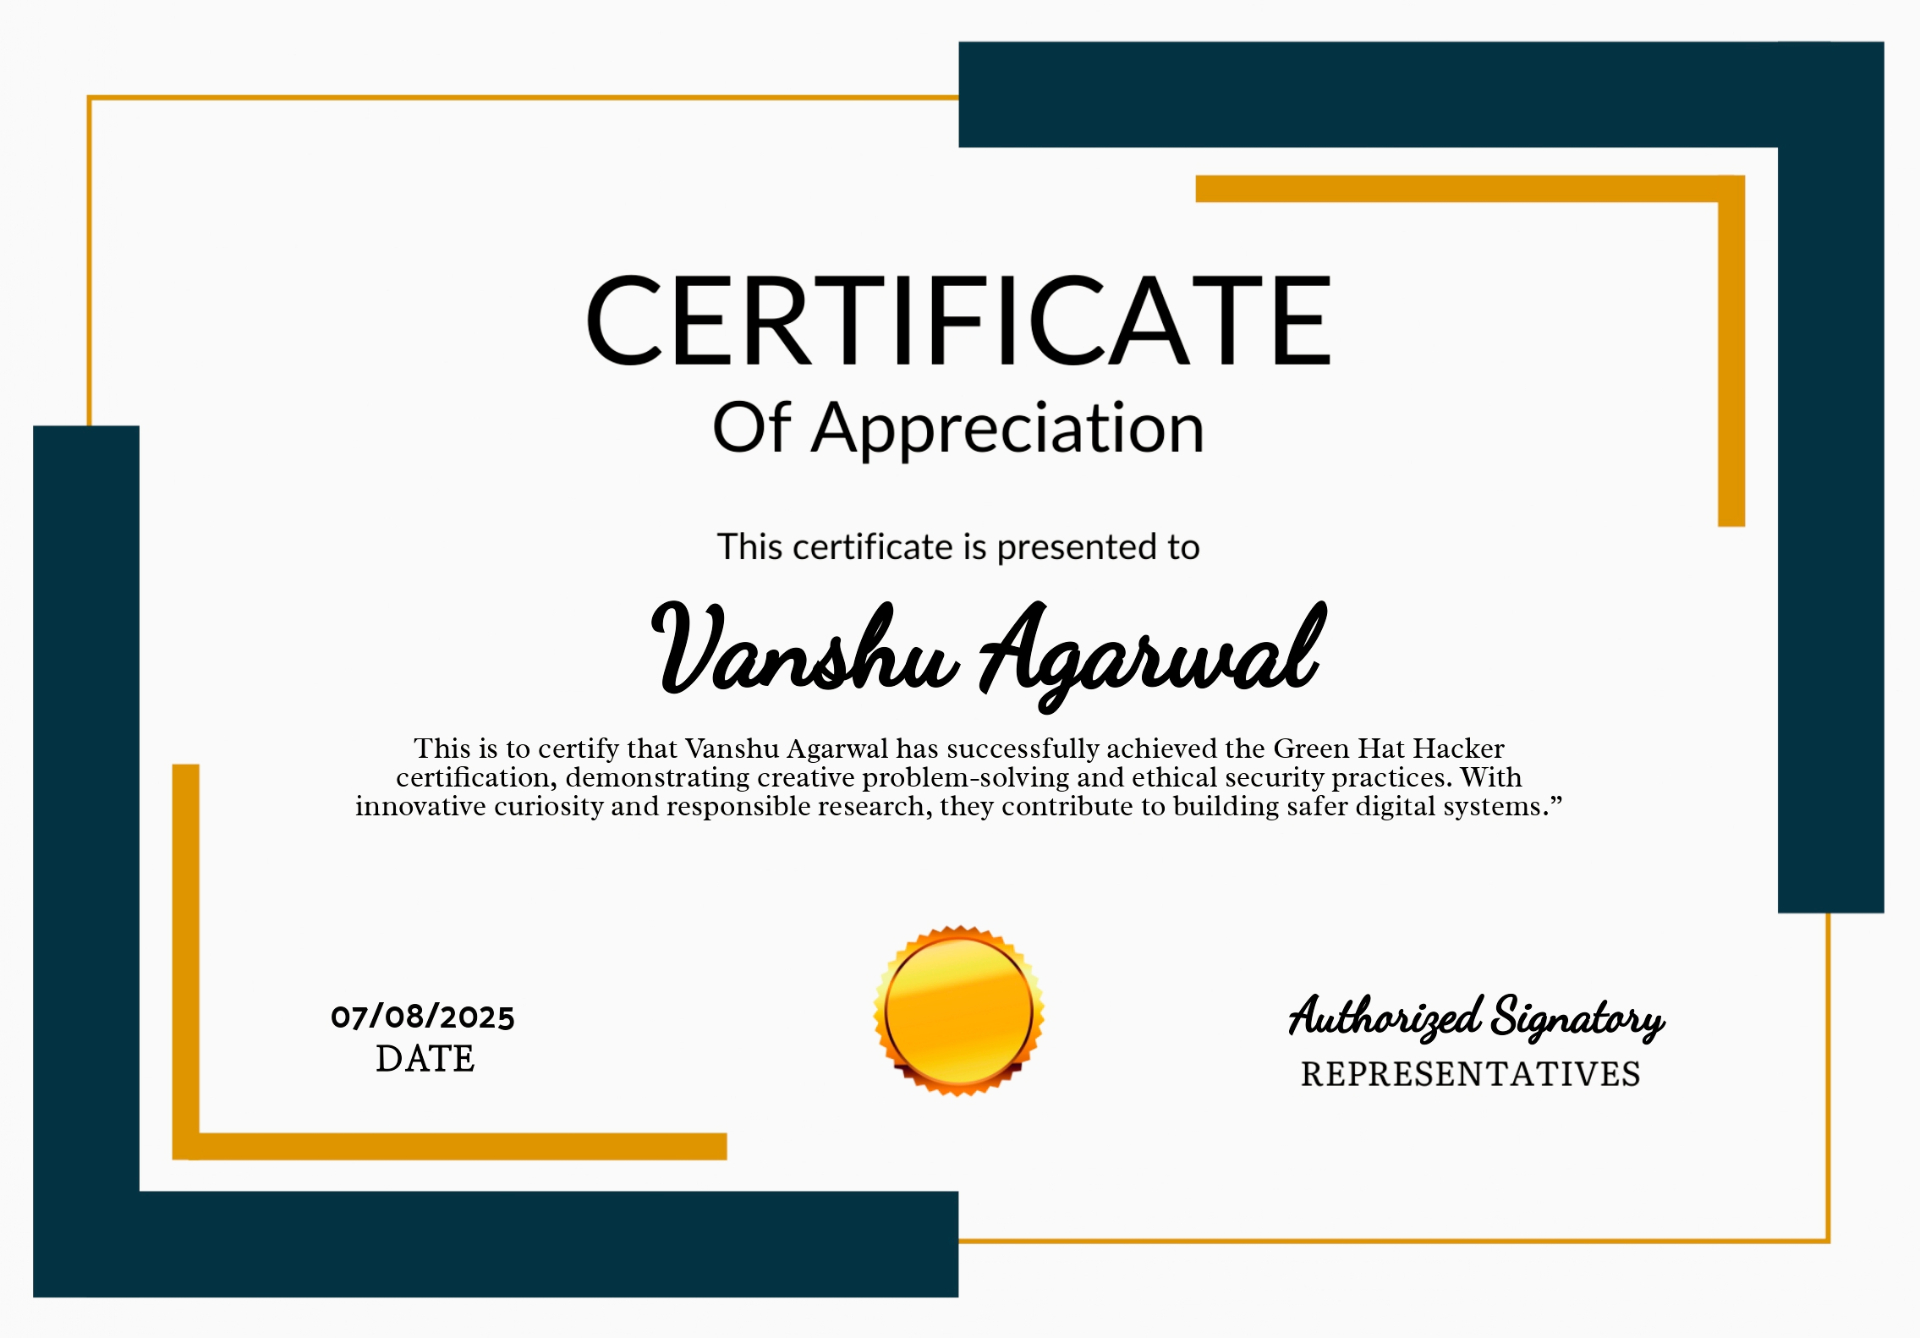 CERTIFICATE
Of Appreciation
This certificate is presented to
Vanshu Agarwal
This is to certify that Vanshu Agarwal has successfully achieved the Green Hat Hacker
certification, demonstrating creative problem-solving and ethical security practices. With
innovative curiosity and responsible research, they contribute to building safer digital systems.”
07/08/2025
DATE
Authorized Signatory
REPRESENTATIVES